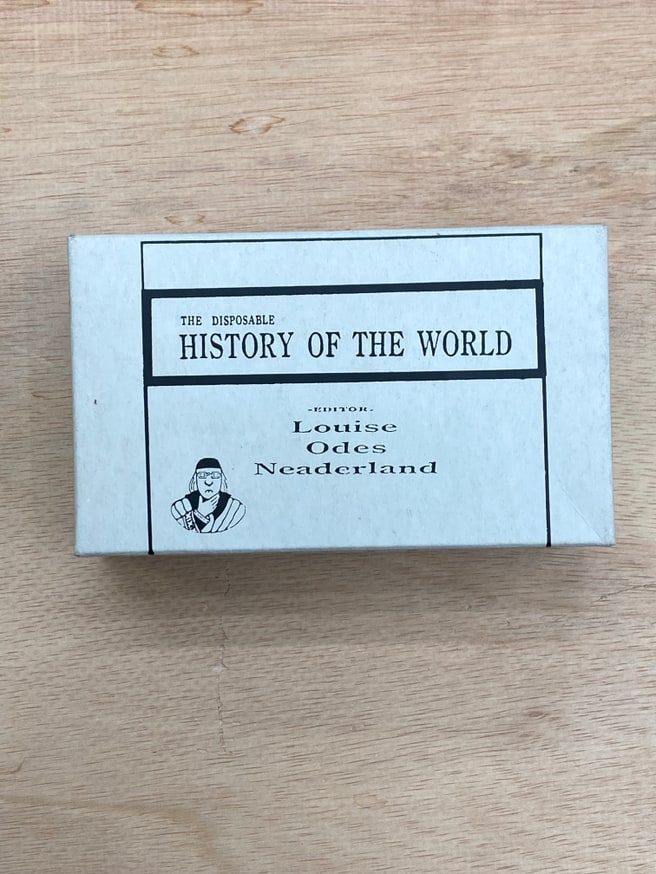 THE DISPOSABLE
HISTORY OF THE WORLD
-EDITOR-
Louise
Odes
Neaderland